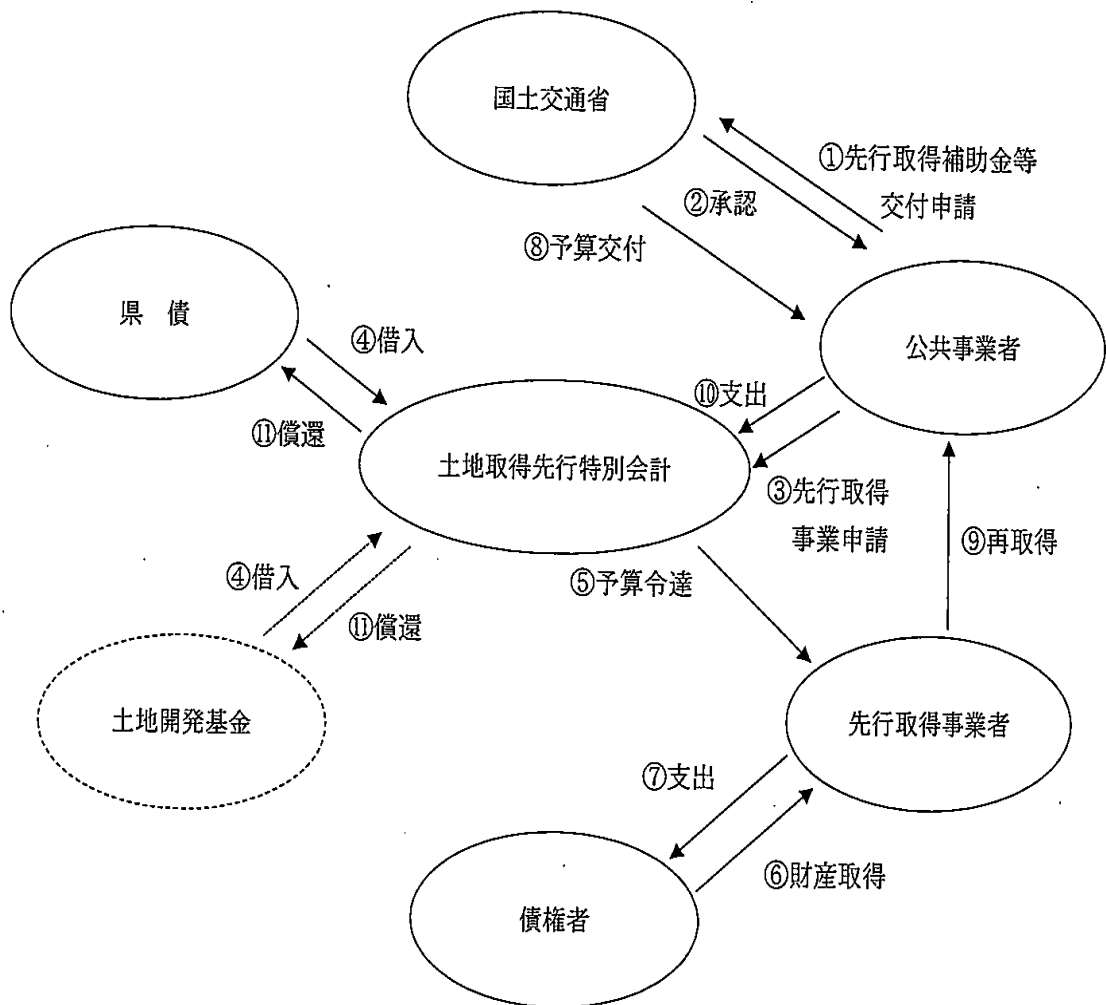 国土交通省
①先行取得補助金等
交付申請
②承認
⑧予算交付
県 債
④借入
公共事業者
⑩支出
⑪償還
土地取得先行特別会計
③先行取得
事業申請
⑨再取得
④借入
⑤予算令達
⑪償還
土地開発基金
先行取得事業者
⑦支出
⑥財産取得
債権者